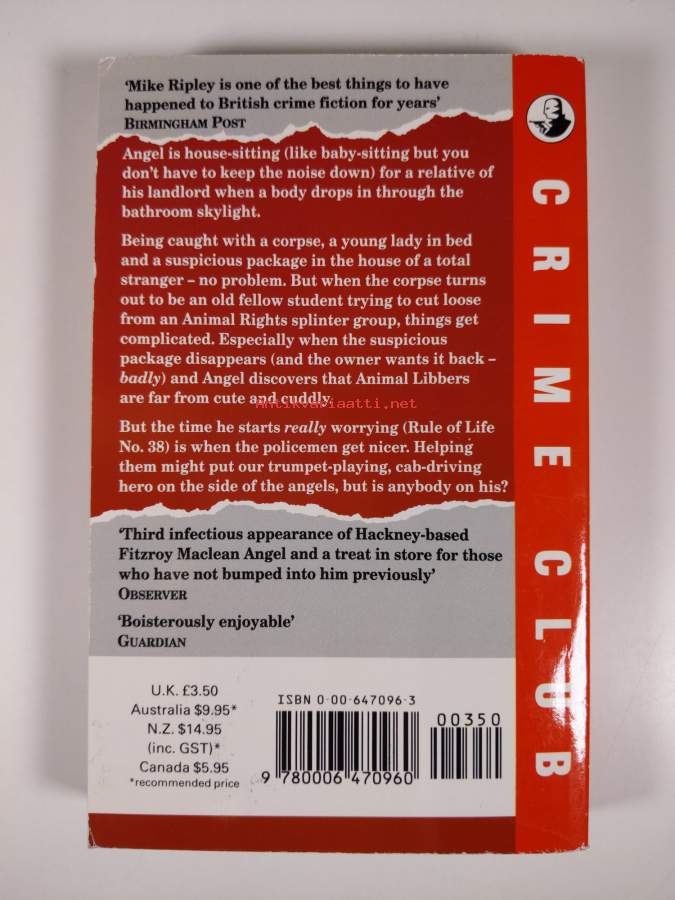 ‘Mike Ripley is one of the best things to have
happened to British crime fiction for years’
BIRMINGHAM POST
Angel is house-sitting (like baby-sitting but you
don’t have to keep the noise down) for a relative of
his landlord when a body drops in through the
bathroom skylight.
Being caught with a corpse, a young lady in bed
and a suspicious package in the house of a total
stranger – no problem. But when the corpse turns
out to be an old fellow student trying to cut loose
from an Animal Rights splinter group, things get
complicated. Especially when the suspicious
package disappears (and the owner wants it back –
badly) and Angel discovers that Animal Libbers
are far from cute and cuddly.
antikvariaatti.net
But the time he starts really worrying (Rule of Life
No. 38) is when the policemen get nicer. Helping
them might put our trumpet-playing, cab-driving
hero on the side of the angels, but is anybody on his?
‘Third infectious appearance of Hackney-based
Fitzroy Maclean Angel and a treat in store for those
who have not bumped into him previously’
OBSERVER
‘Boisterously enjoyable’
GUARDIAN
U.K. £3.50
Australia $9.95*
N.Z. $14.95
(inc. GST)*
Canada $5.95
*recommended price
ISBN 0-00-647096-3
00350
9 780006 470960
CRIME CLUB